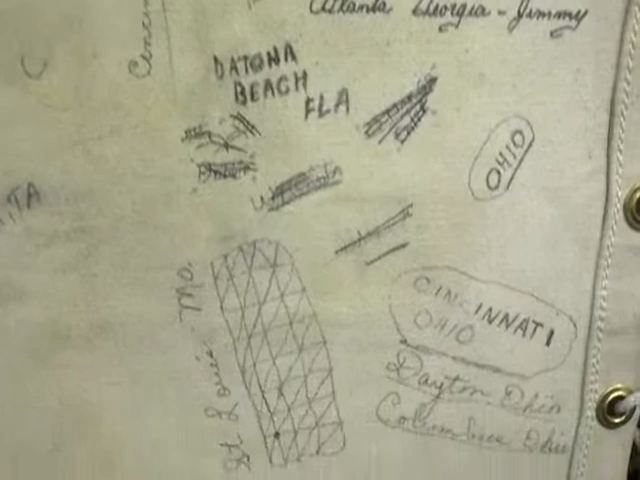 Atlanta Georgia - Jimmy
DATONA
BEACH
FLA
OHIO
CINCINNATI
OHIO
Dayton Ohio
Columbus Ohio
St Louis Mo.